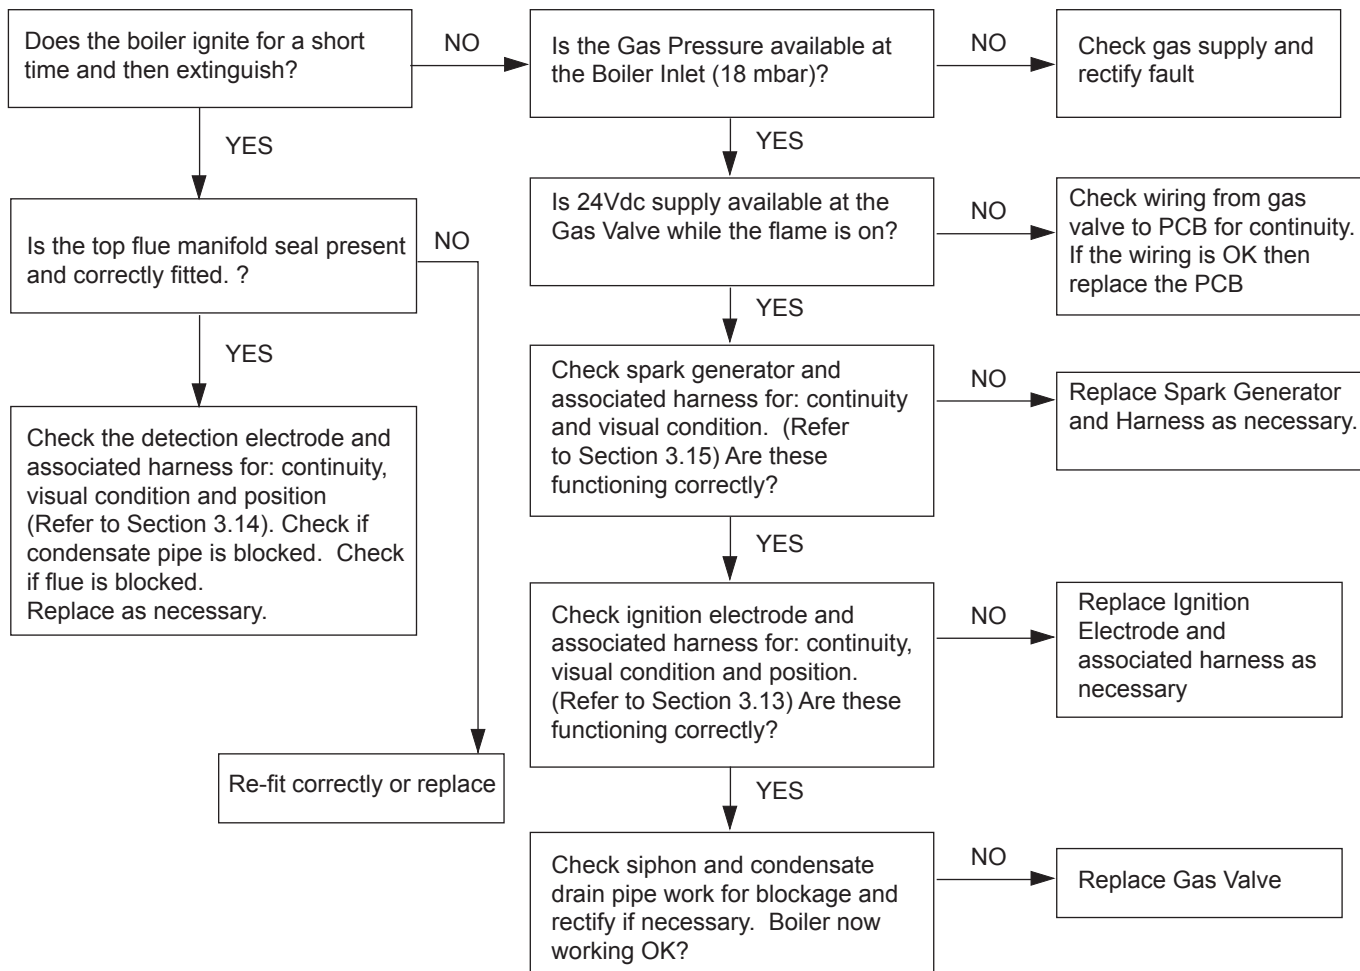 Does the boiler ignite for a short
time and then extinguish?
NO
Is the Gas Pressure available at
the Boiler Inlet (18 mbar)?
NO
Check gas supply and
rectify fault
YES
YES
Is the top flue manifold seal present
and correctly fitted. ?
NO
Is 24Vdc supply available at the
Gas Valve while the flame is on?
NO
Check wiring from gas
valve to PCB for continuity.
If the wiring is OK then
replace the PCB
YES
YES
Check the detection electrode and
associated harness for: continuity,
visual condition and position
(Refer to Section 3.14). Check if
condensate pipe is blocked.  Check
if flue is blocked.
Replace as necessary.
Check spark generator and
associated harness for: continuity
and visual condition.  (Refer
to Section 3.15) Are these
functioning correctly?
NO
Replace Spark Generator
and Harness as necessary.
YES
Check ignition electrode and
associated harness for: continuity,
visual condition and position.
(Refer to Section 3.13) Are these
functioning correctly?
NO
Replace Ignition
Electrode and
associated harness as
necessary
Re-fit correctly or replace
YES
Check siphon and condensate
drain pipe work for blockage and
rectify if necessary.  Boiler now
working OK?
NO
Replace Gas Valve